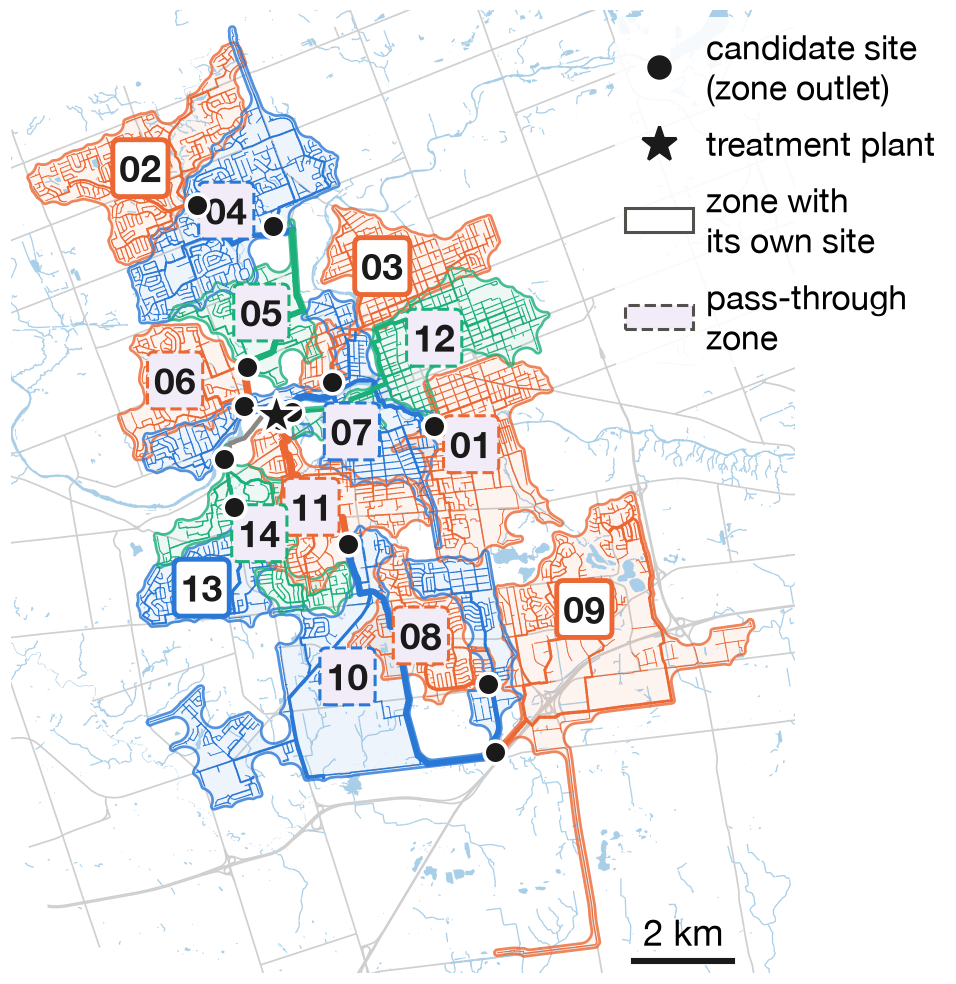 candidate site
(zone outlet)
treatment plant
zone with
its own site
pass-through
zone
02
04
03
05
12
06
07
01
11
14
13
09
08
10
2 km